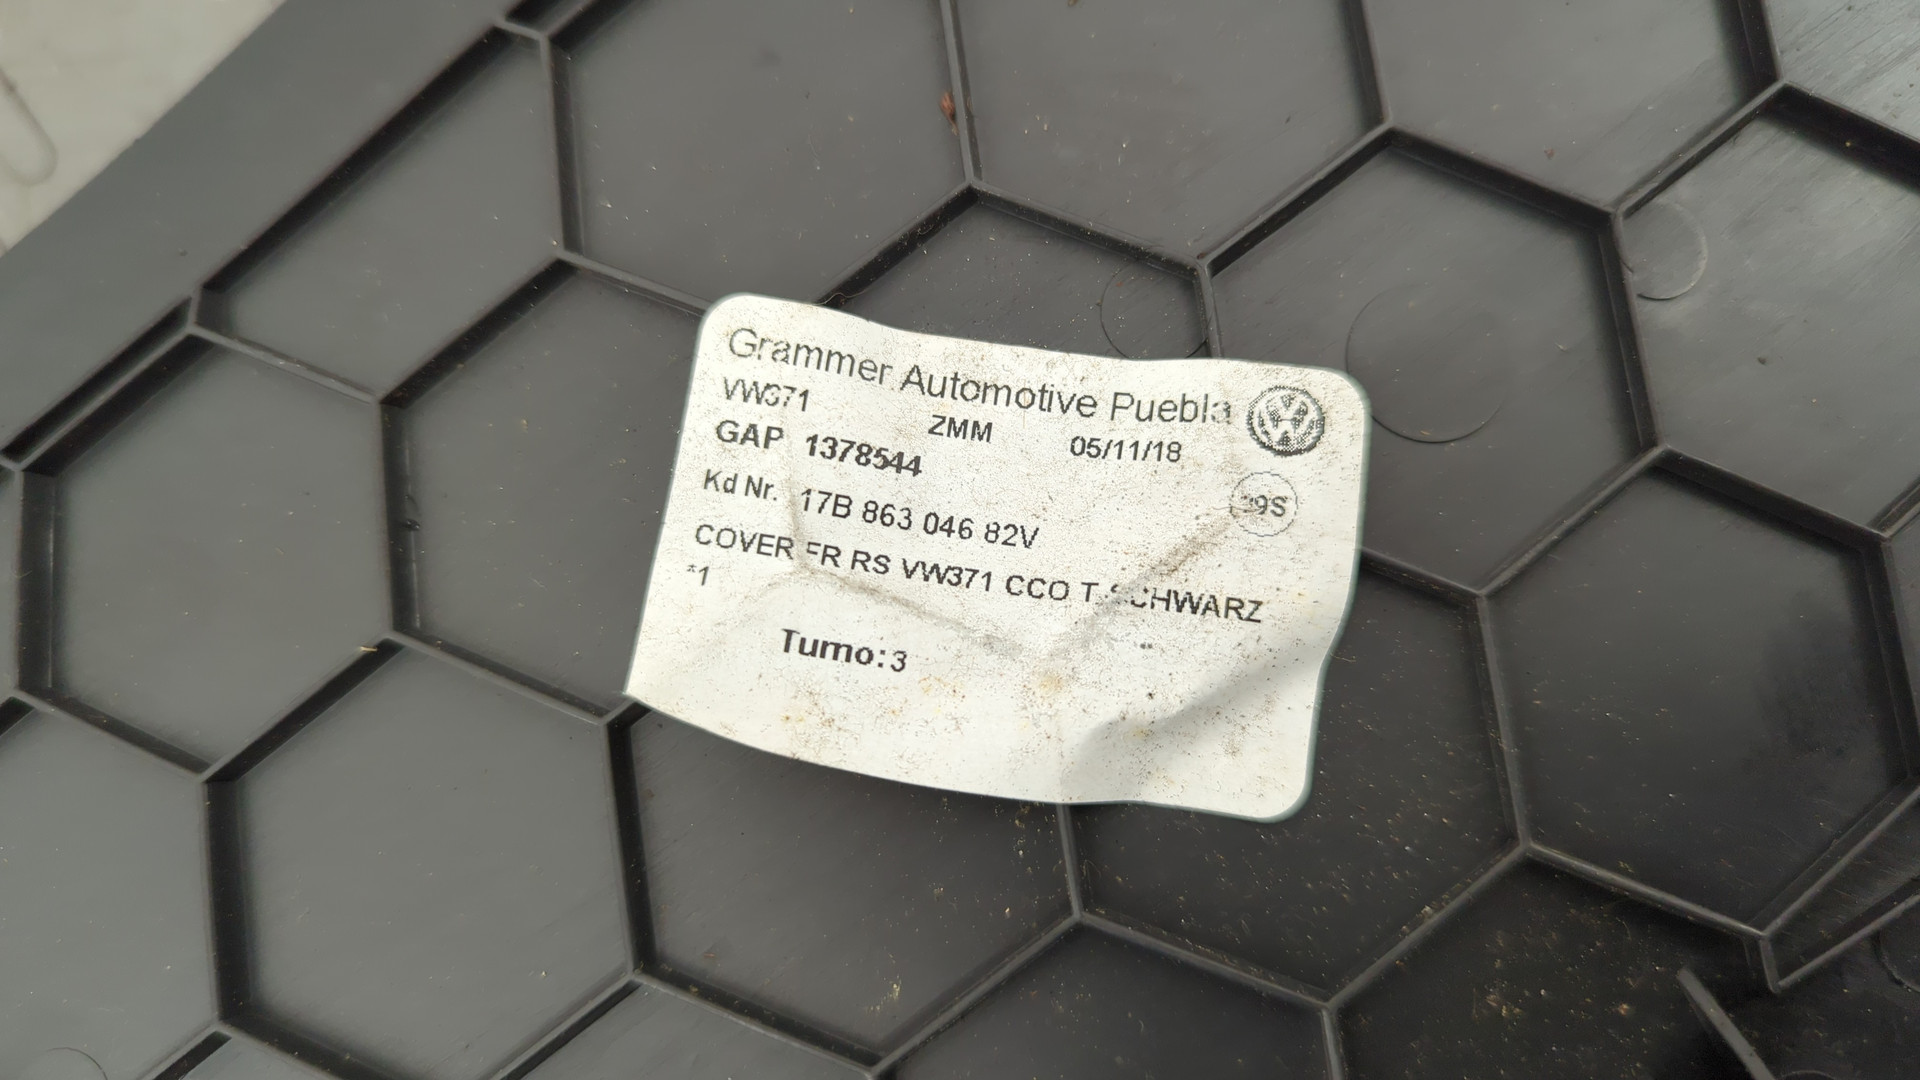 Grammer Automotive Puebla
VW371
ZMM 05/11/18
GAP 1378544
Kd Nr. 17B 863 046 82V
COVER FR RS VW371 CCO T.SCHWARZ
*1
Turno:3